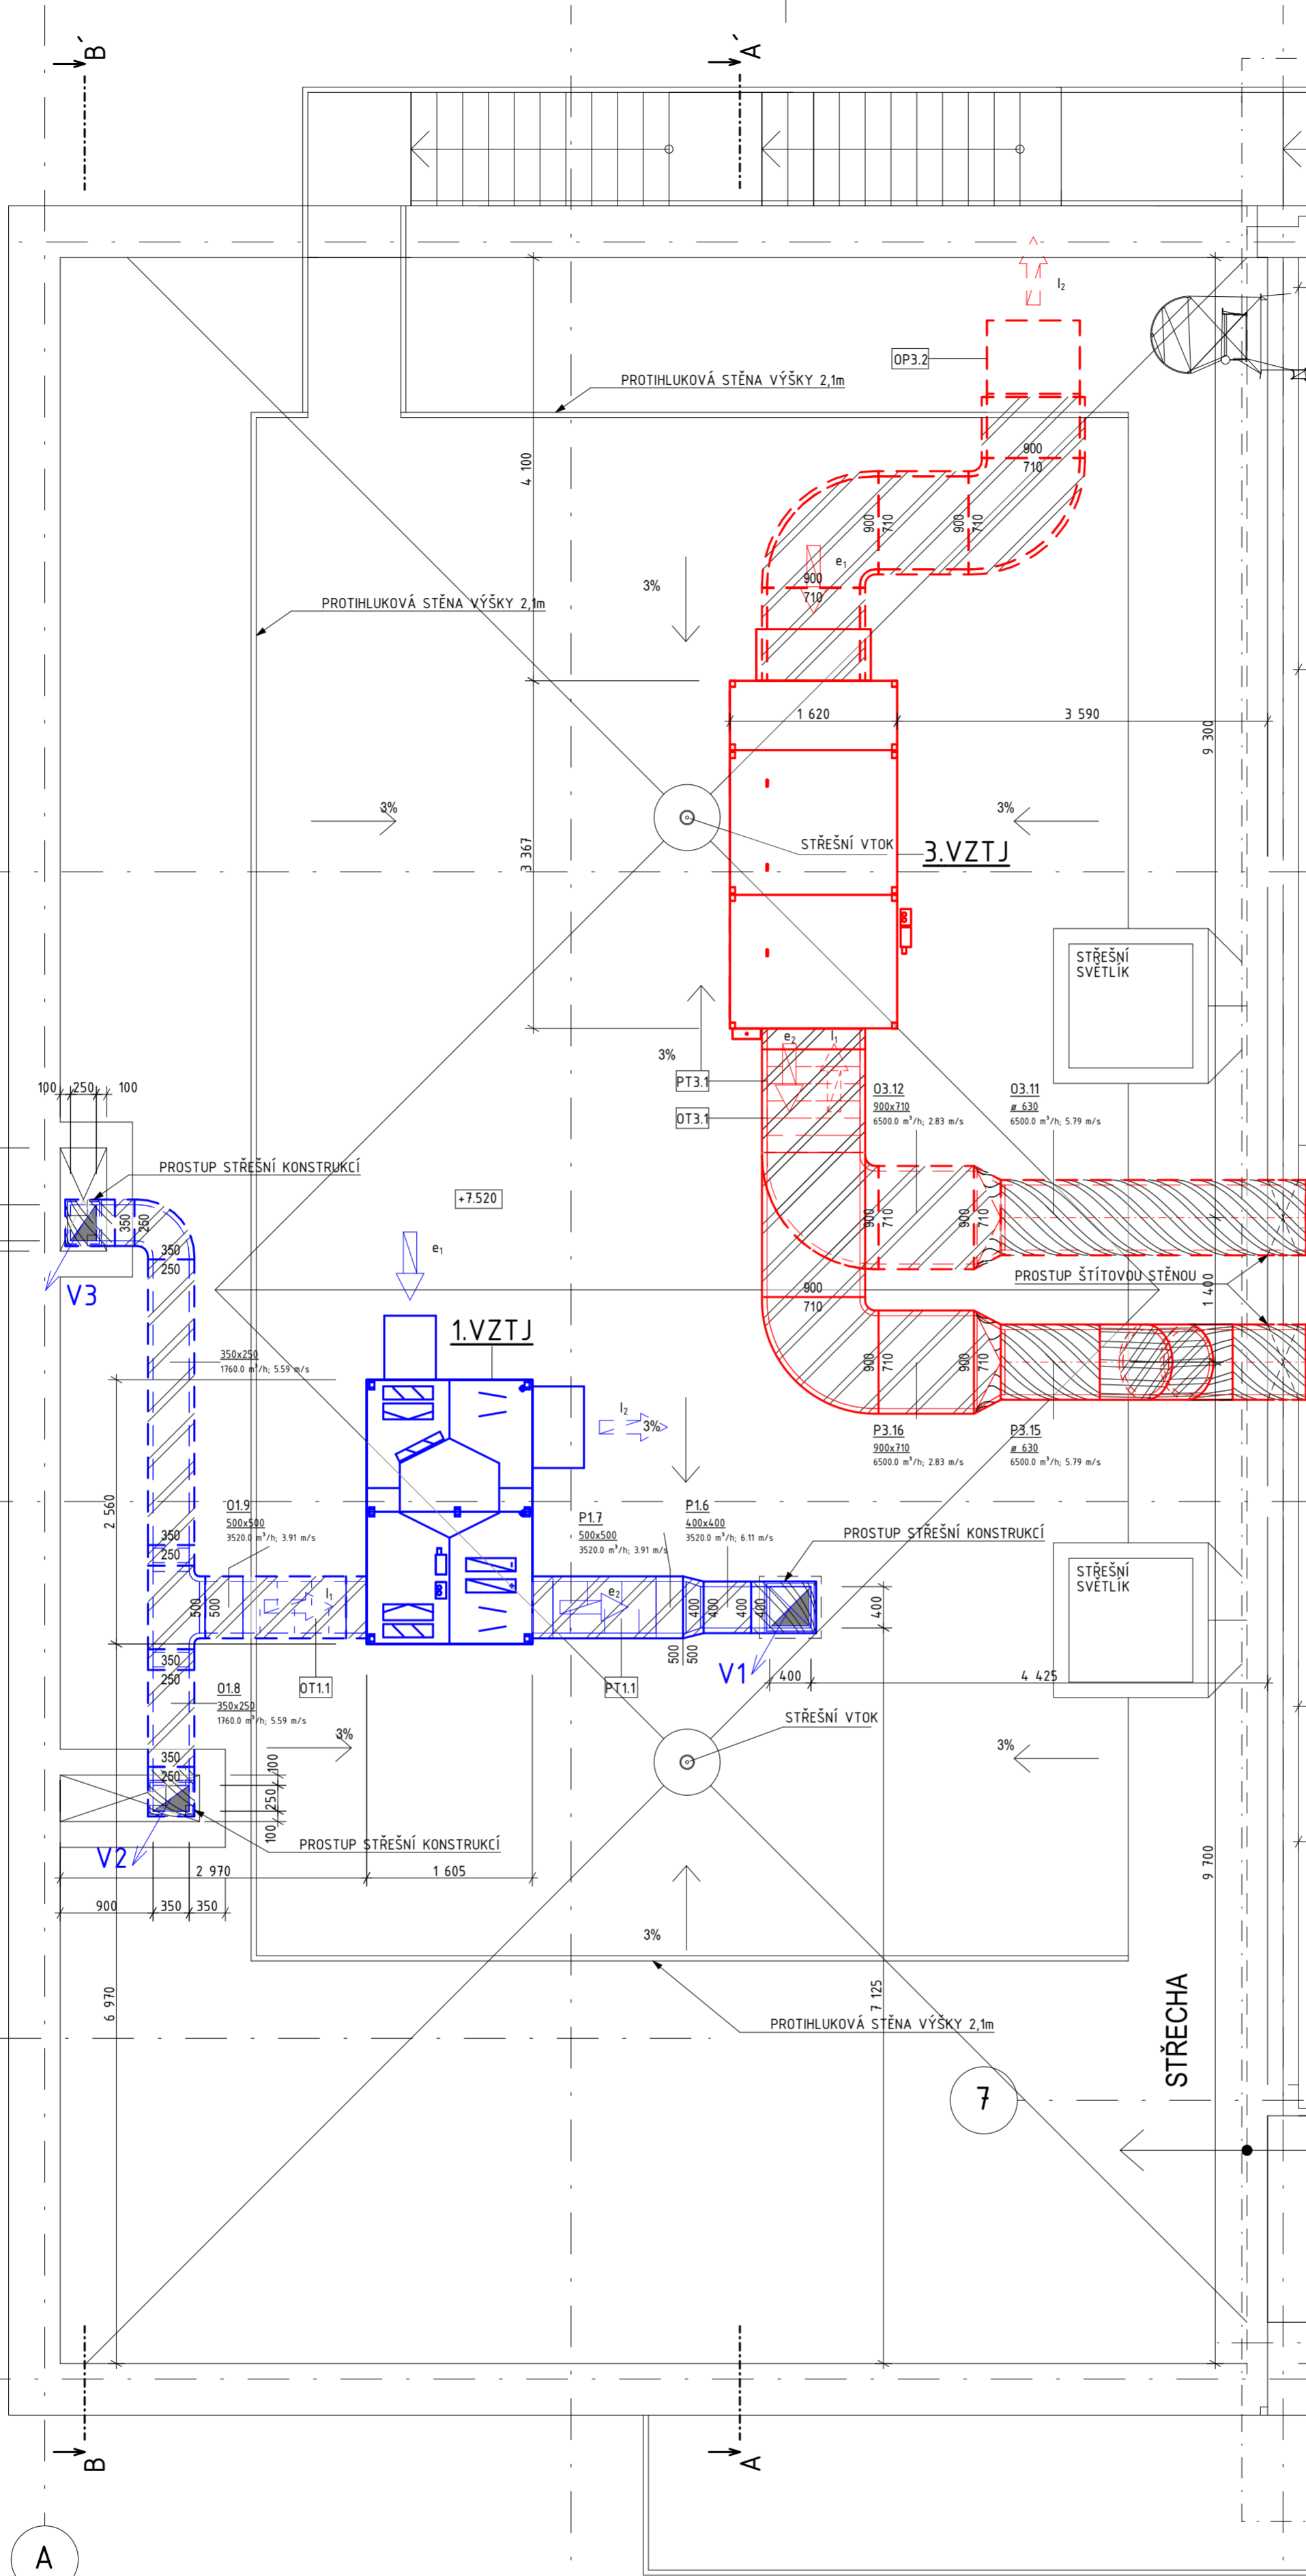 B`
A`
l₂
OP3.2
PROTIHLUKOVÁ STĚNA VÝŠKY 2,1m
4 100
900
710
900
710
900
710
e₁
900
710
3%
PROTIHLUKOVÁ STĚNA VÝŠKY 2,1m
1 620
3 590
9 300
3%
3%
STŘEŠNÍ VTOK
3.VZTJ
3 367
STŘEŠNÍ
SVĚTLÍK
3%
e₂
l₁
PT3.1
OT3.1
O3.12
900x710
6500.0 m³/h; 2.83 m/s
O3.11
ø 630
6500.0 m³/h; 5.79 m/s
100
250
100
PROSTUP STŘEŠNÍ KONSTRUKCÍ
+7.520
350
250
350
250
900
710
900
710
e₁
V3
PROSTUP ŠTÍTOVOU STĚNOU
1 400
900
710
1.VZTJ
350x250
1760.0 m³/h; 5.59 m/s
900
710
900
710
l₂
3%
P3.16
900x710
6500.0 m³/h; 2.83 m/s
P3.15
ø 630
6500.0 m³/h; 5.79 m/s
2 560
O1.9
500x500
3520.0 m³/h; 3.91 m/s
P1.7
500x500
3520.0 m³/h; 3.91 m/s
P1.6
400x400
3520.0 m³/h; 6.11 m/s
PROSTUP STŘEŠNÍ KONSTRUKCÍ
350
250
STŘEŠNÍ
SVĚTLÍK
500
500
l₁
e₂
400
400
400
400
400
500
500
350
250
V1
400
4 425
O1.8
350x250
1760.0 m³/h; 5.59 m/s
OT1.1
PT1.1
STŘEŠNÍ VTOK
3%
3%
350
250
100
250
100
PROSTUP STŘEŠNÍ KONSTRUKCÍ
V2
2 970
1 605
900
350
350
9 700
3%
6 970
7 125
PROTIHLUKOVÁ STĚNA VÝŠKY 2,1m
STŘECHA
7
B
A
A